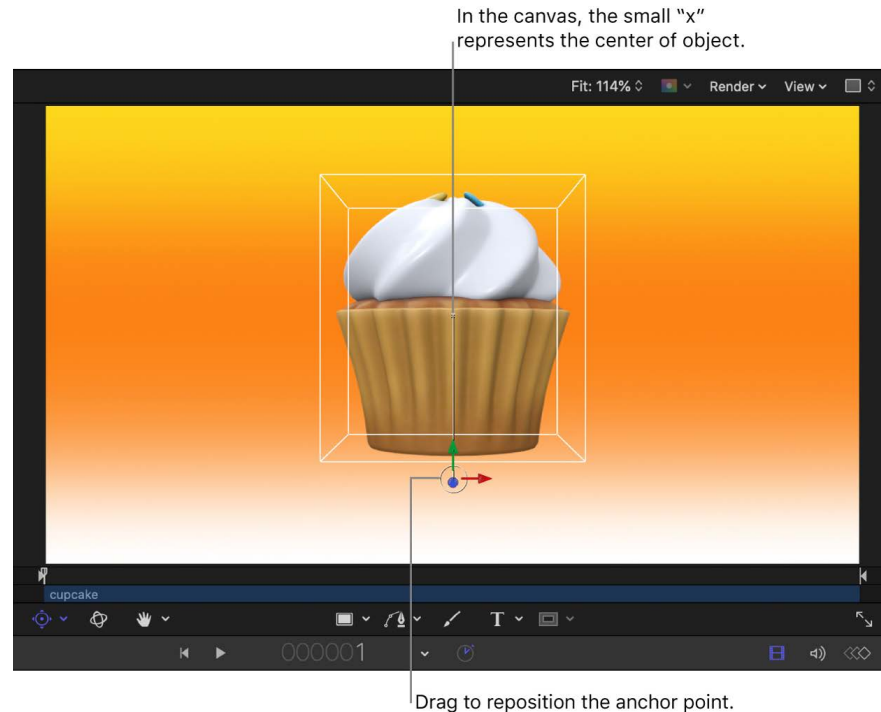 In the canvas, the small “x”
represents the center of object.
Fit: 114% Render View
cupcake
T
000001
Drag to reposition the anchor point.